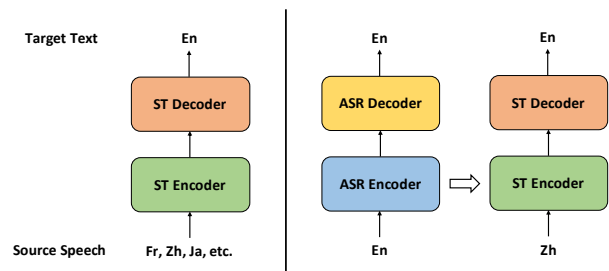 Target Text En En En
ST Decoder ASR Decoder ST Decoder
ST Encoder ASR Encoder ST Encoder
Source Speech Fr, Zh, Ja, etc. En Zh